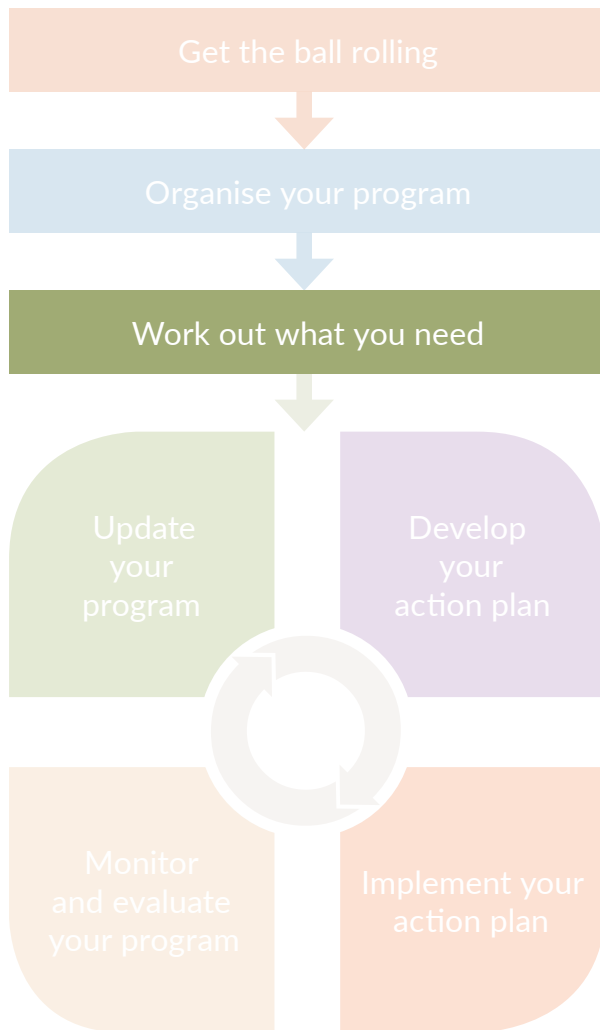 Get the ball rolling
Organise your program
Work out what you need
Update
your
program
Develop
your
action plan
Monitor
and evaluate
your program
Implement your
action plan